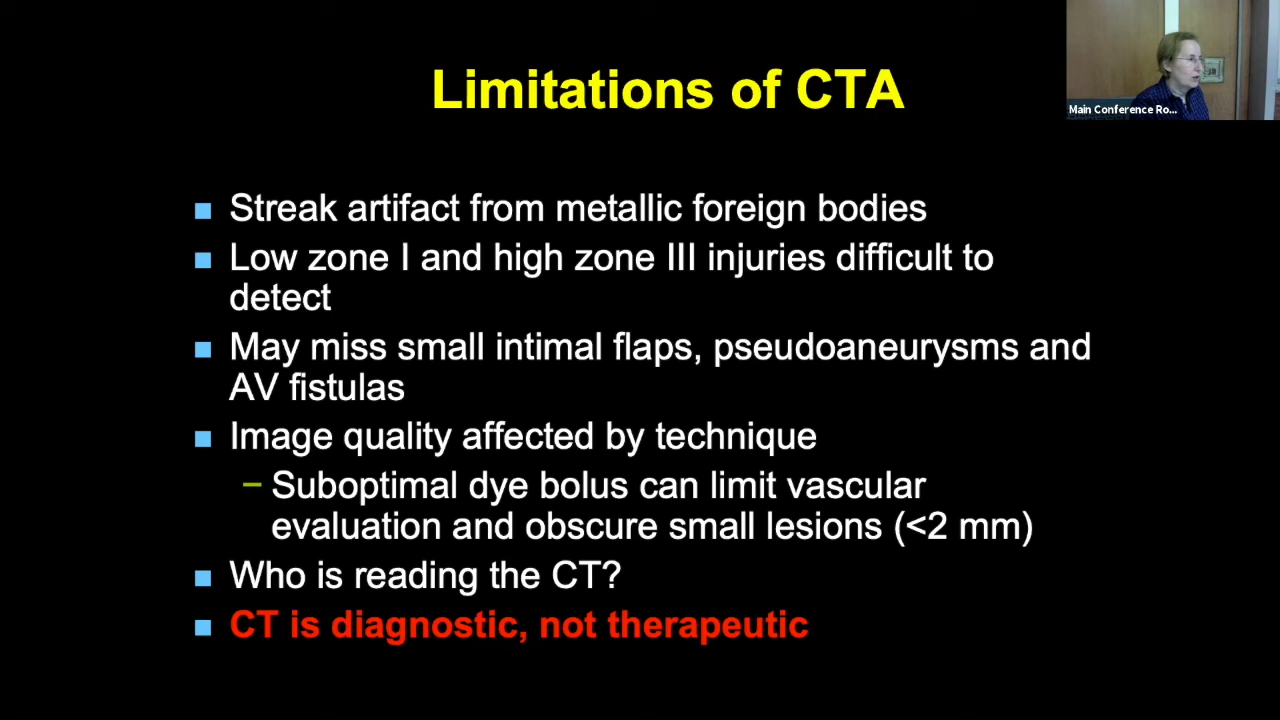 Limitations of CTA
Main Conference Ro...
Streak artifact from metallic foreign bodies
Low zone I and high zone III injuries difficult to
detect
May miss small intimal flaps, pseudoaneurysms and
AV fistulas
Image quality affected by technique
– Suboptimal dye bolus can limit vascular
evaluation and obscure small lesions (<2 mm)
Who is reading the CT?
CT is diagnostic, not therapeutic